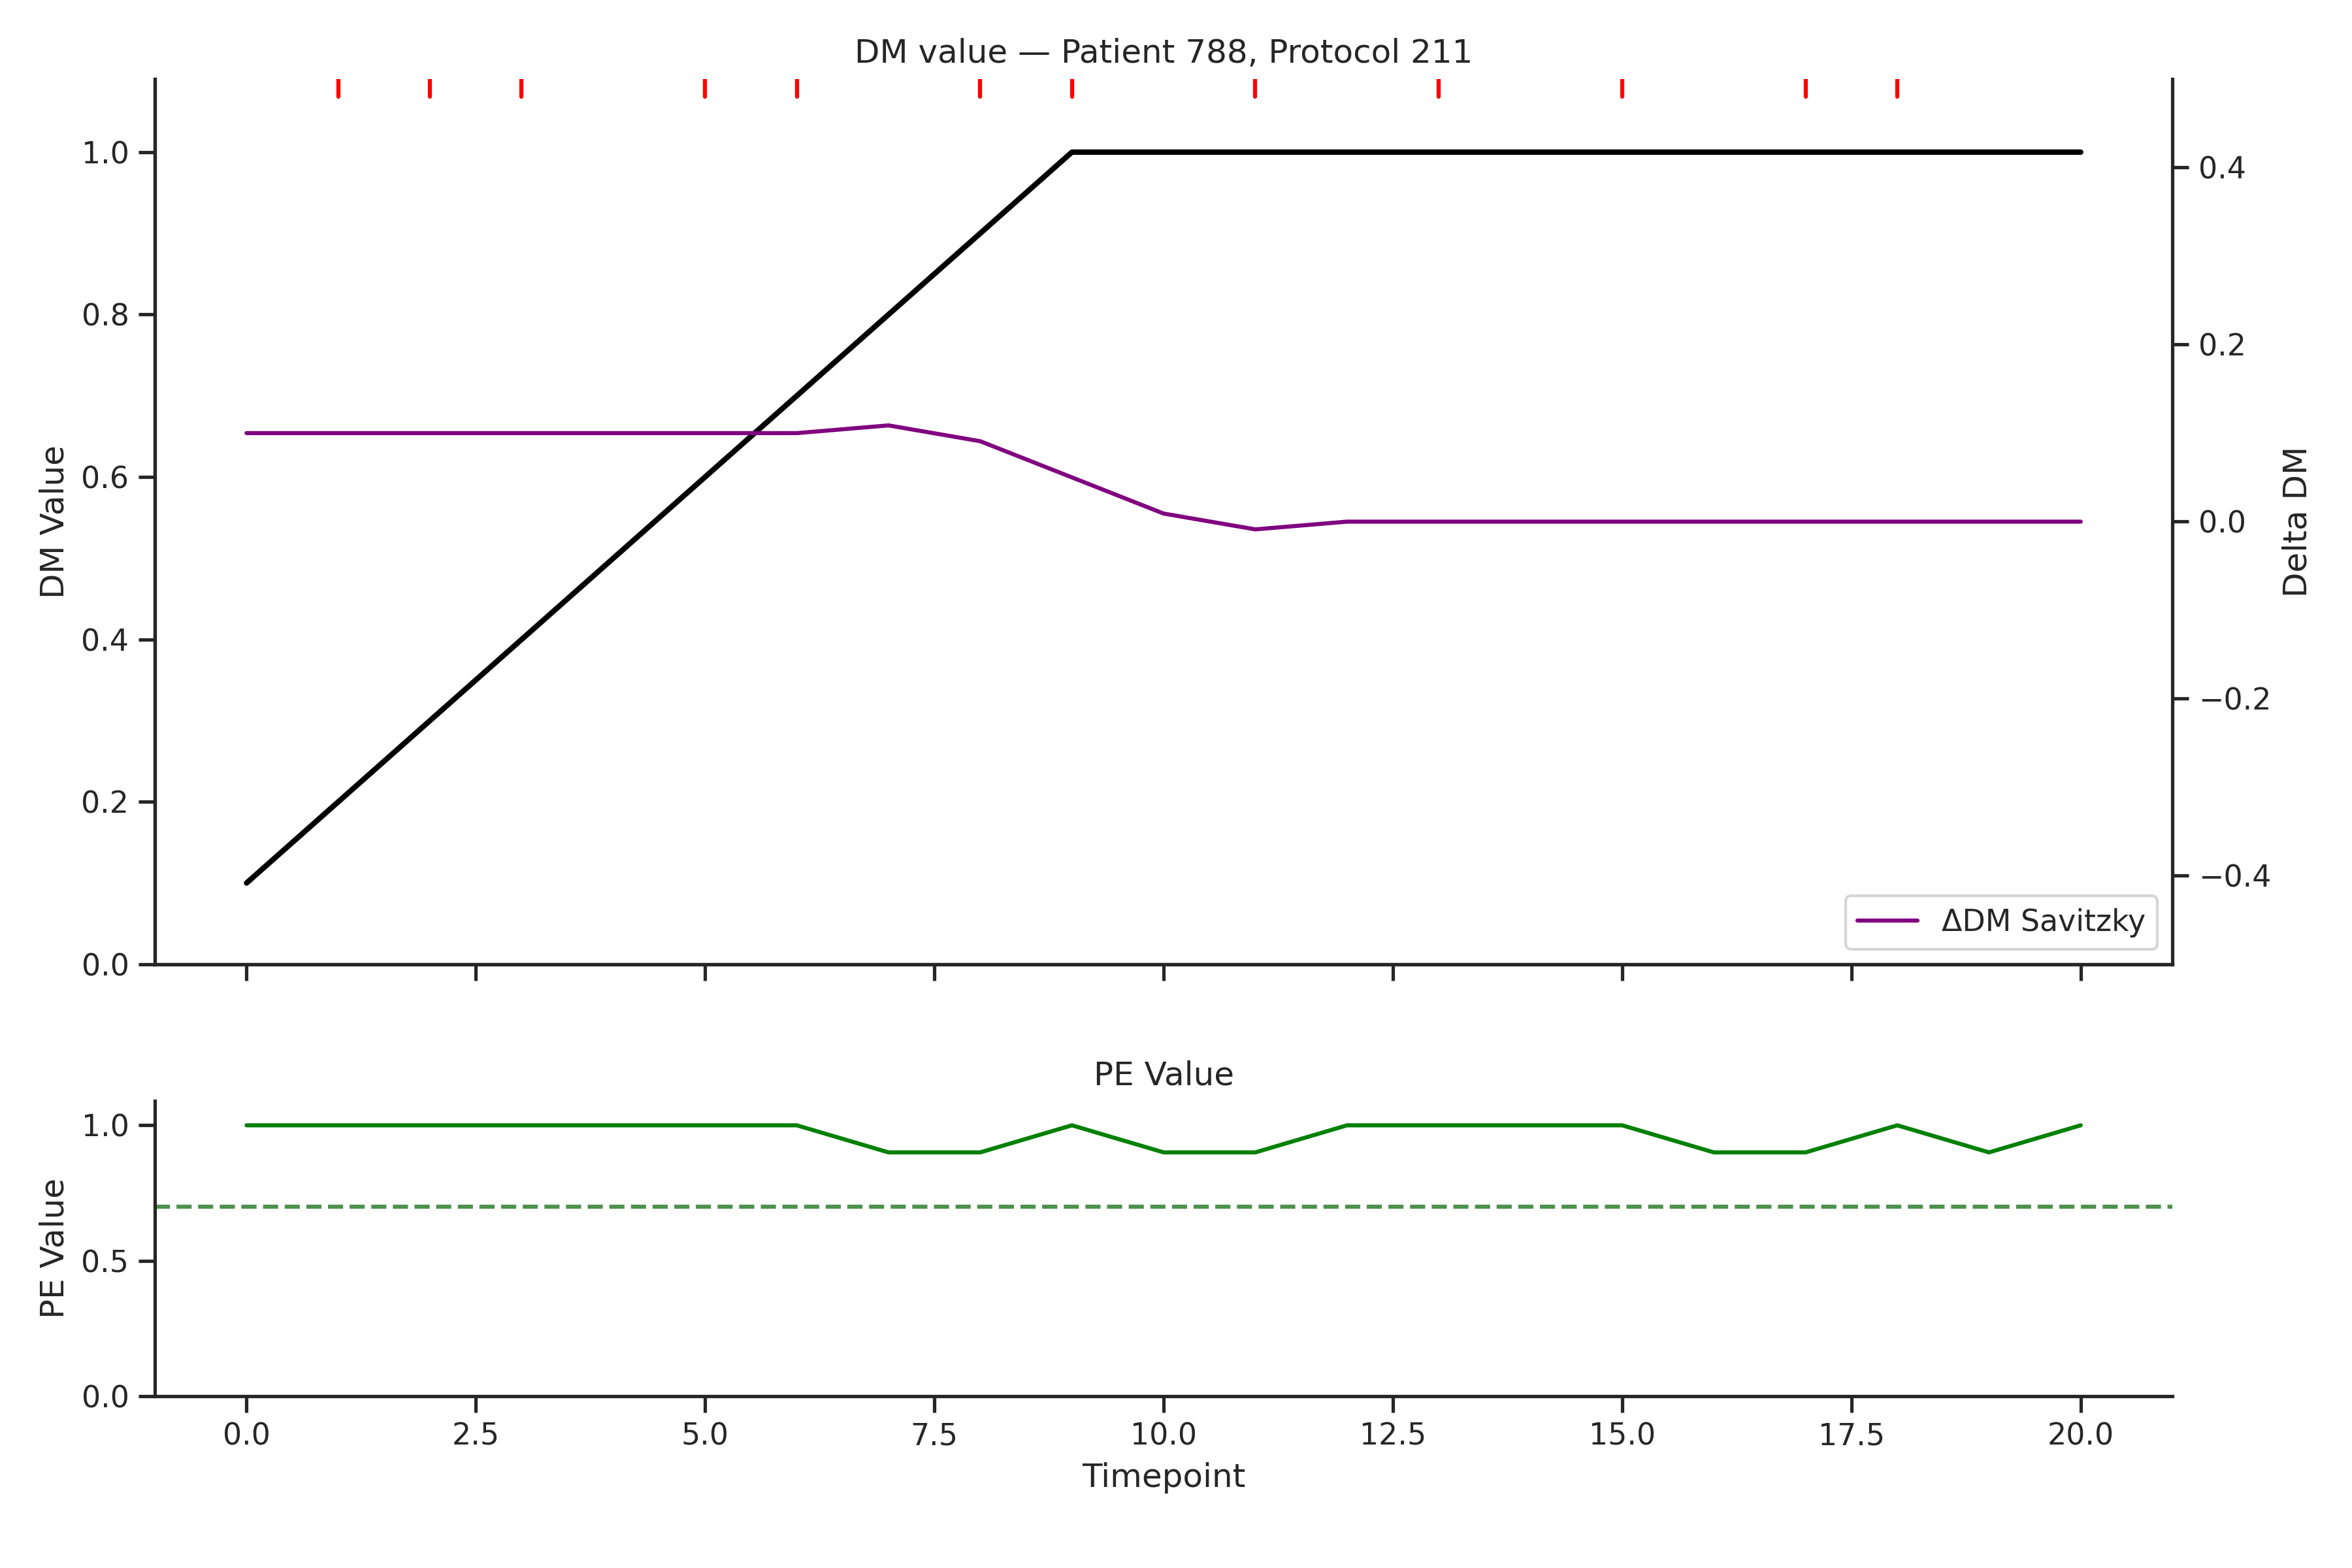 DM value — Patient 788, Protocol 211
1.0
0.8
0.6
0.4
0.2
0.0
DM Value
0.4
0.2
0.0
−0.2
−0.4
Delta DM
ΔDM Savitzky
PE Value
1.0
0.5
0.0
PE Value
0.0 2.5 5.0 7.5 10.0 12.5 15.0 17.5 20.0
Timepoint